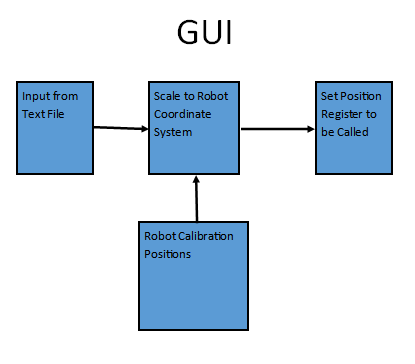 GUI
Input from
Text File
Scale to Robot
Coordinate
System
Set Position
Register to
be Called
Robot Calibration
Positions